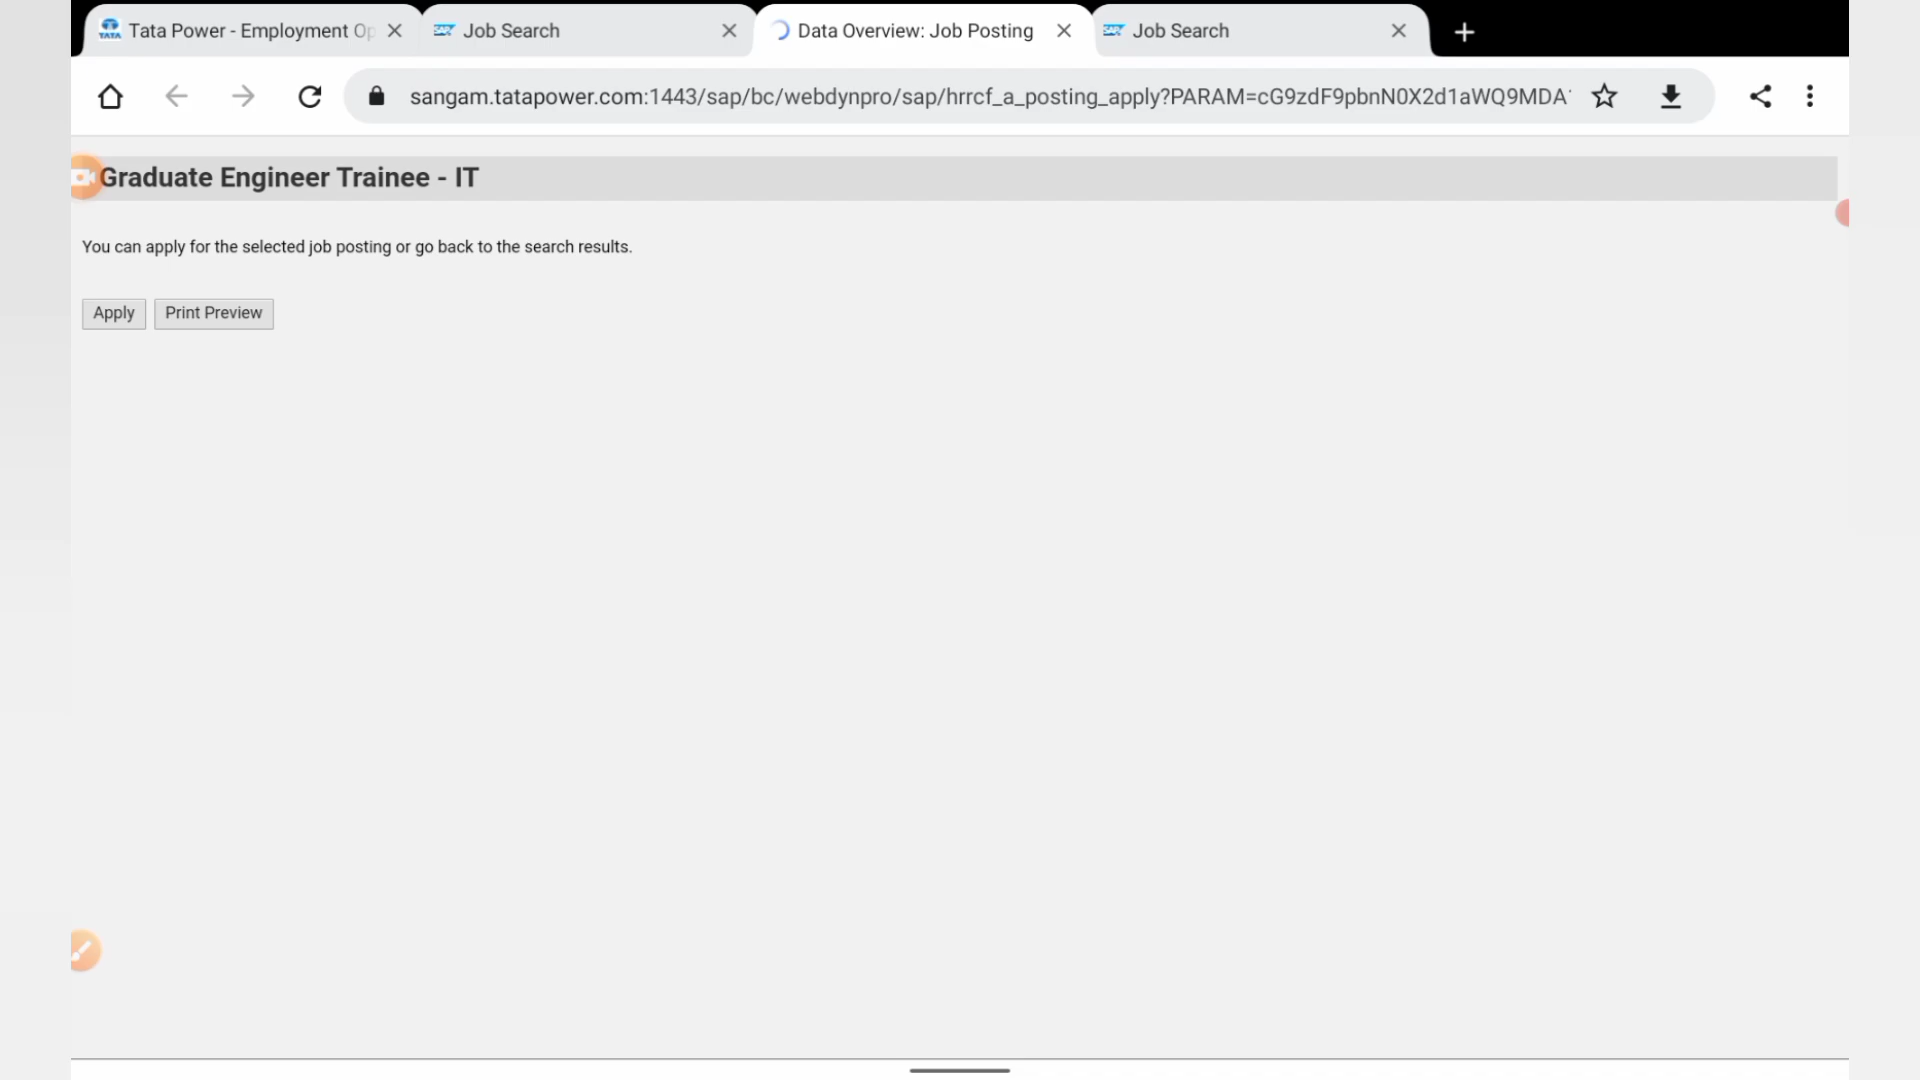 Tata Power - Employment Op
Job Search
Data Overview: Job Posting
Job Search
sangam.tatapower.com:1443/sap/bc/webdynpro/sap/hrrcf_a_posting_apply?PARAM=cG9zdF9pbnN0X2d1aWQ9MDA
Graduate Engineer Trainee - IT
You can apply for the selected job posting or go back to the search results.
Apply Print Preview